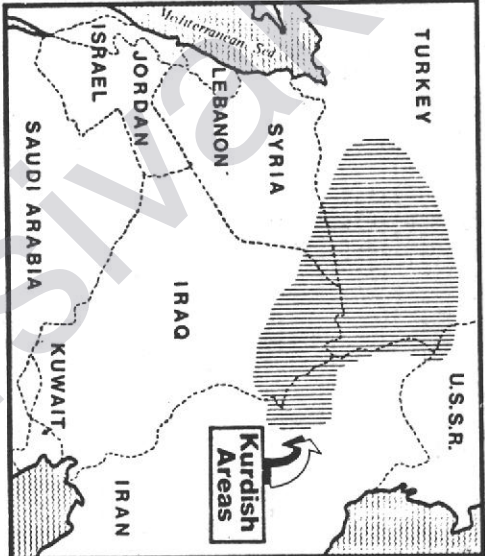 TURKEY
U.S.S.R.
Mediterranean Sea
SYRIA
LEBANON
JORDAN
ISRAEL
IRAQ
SAUDI ARABIA
KUWAIT
IRAN
Kurdish
Areas